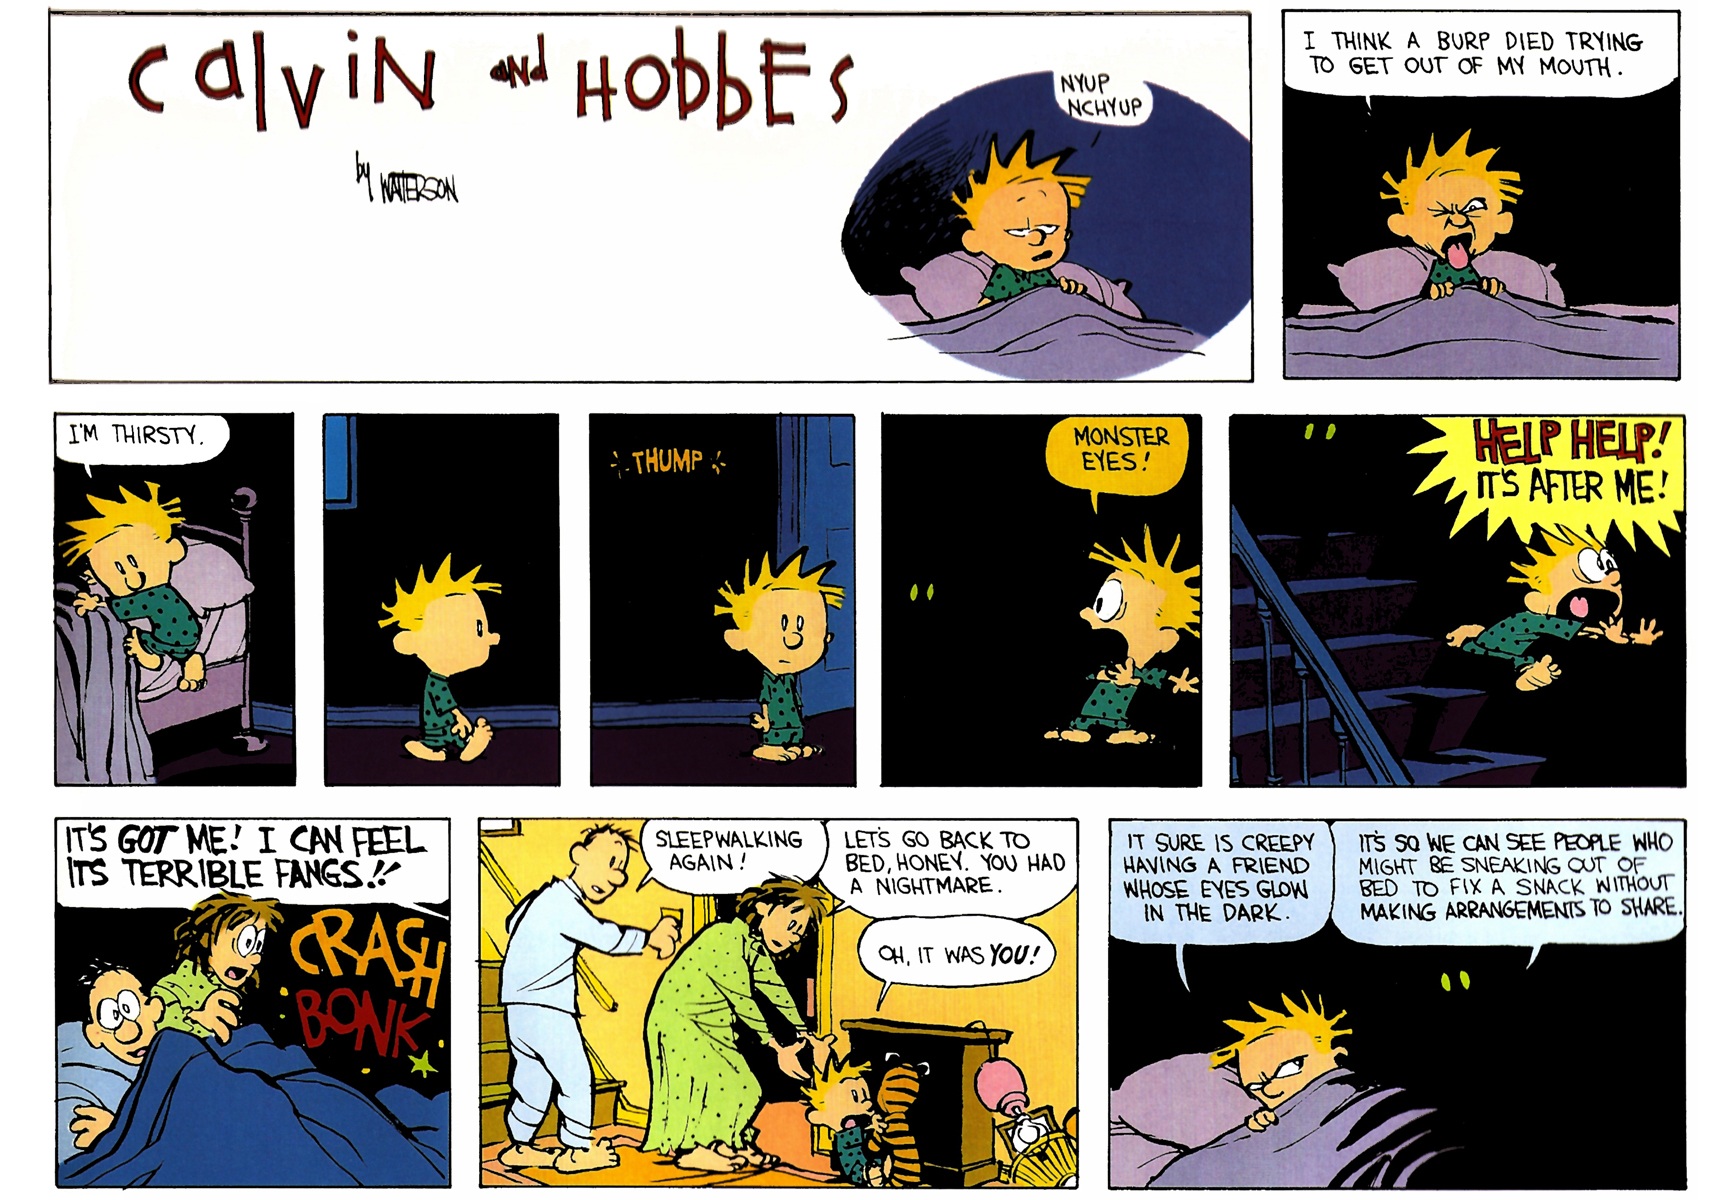 CalviN aNd HobbEs
by WATTERSON
NYUP
NCHYUP
I THINK A BURP DIED TRYING
TO GET OUT OF MY MOUTH.
I'M THIRSTY.
THUMP
MONSTER
EYES!
HELP HELP!
IT'S AFTER ME!
IT'S GOT ME! I CAN FEEL
ITS TERRIBLE FANGS!!
CRASH
BONK
SLEEPWALKING
AGAIN!
LET'S GO BACK TO
BED, HONEY. YOU HAD
A NIGHTMARE.
OH, IT WAS YOU!
IT SURE IS CREEPY
HAVING A FRIEND
WHOSE EYES GLOW
IN THE DARK.
IT'S SO WE CAN SEE PEOPLE WHO
MIGHT BE SNEAKING OUT OF
BED TO FIX A SNACK WITHOUT
MAKING ARRANGEMENTS TO SHARE.